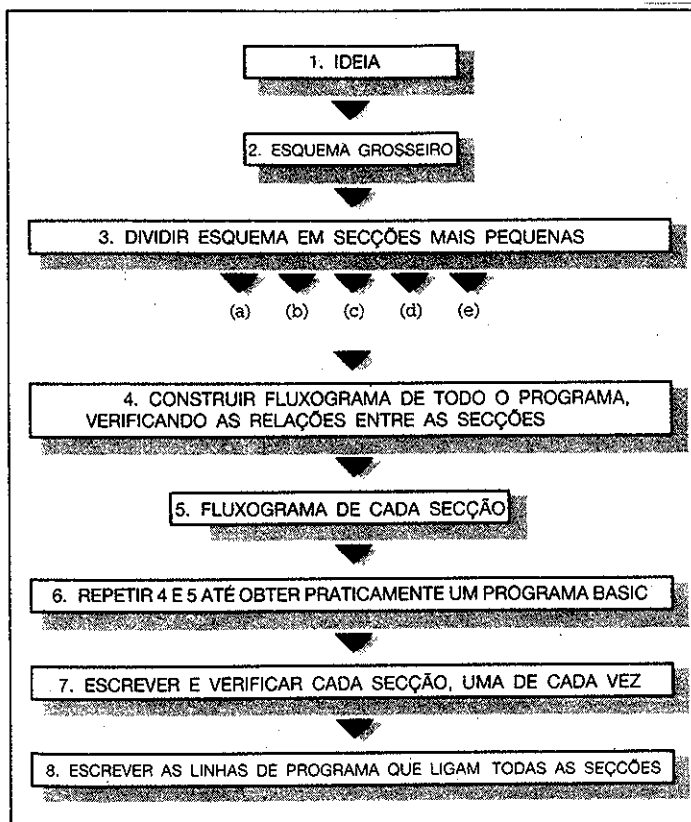 1. IDEIA
2. ESQUEMA GROSSEIRO
3. DIVIDIR ESQUEMA EM SECÇÕES MAIS PEQUENAS
(a) (b) (c) (d) (e)
4. CONSTRUIR FLUXOGRAMA DE TODO O PROGRAMA,
VERIFICANDO AS RELAÇÕES ENTRE AS SECÇÕES
5. FLUXOGRAMA DE CADA SECÇÃO
6. REPETIR 4 E 5 ATÉ OBTER PRATICAMENTE UM PROGRAMA BASIC
7. ESCREVER E VERIFICAR CADA SECÇÃO, UMA DE CADA VEZ
8. ESCREVER AS LINHAS DE PROGRAMA QUE LIGAM TODAS AS SECÇÕES